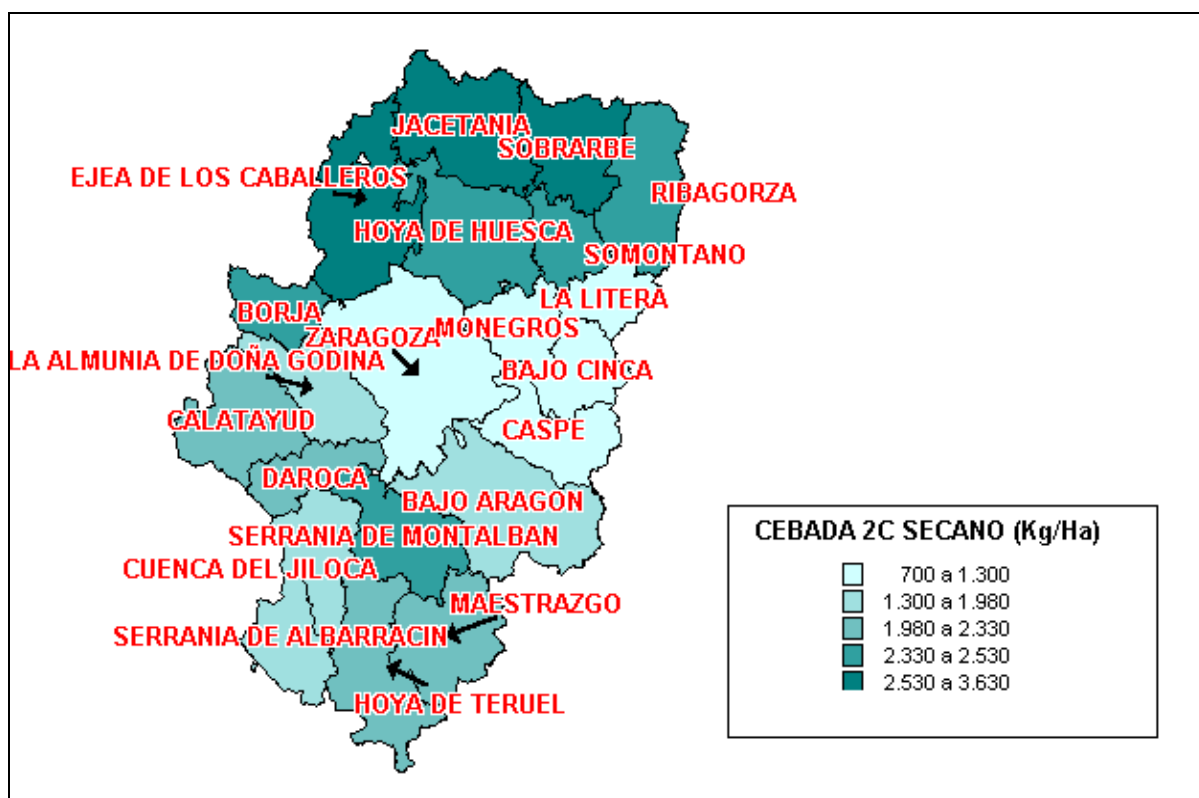 JACETANIA
SOBRARBE
EJEA DE LOS CABALLEROS
RIBAGORZA
HOYA DE HUESCA
SOMONTANO
LA LITERA
BORJA
MONEGROS
ZARAGOZA
LA ALMUNIA DE DOÑA GODINA
BAJO CINCA
CALATAYUD
CASPE
DAROCA
BAJO ARAGON
SERRANIA DE MONTALBAN
CUENCA DEL JILOCA
MAESTRAZGO
SERRANIA DE ALBARRACIN
HOYA DE TERUEL
CEBADA 2C SECANO (Kg/Ha)
700 a 1.300
1.300 a 1.980
1.980 a 2.330
2.330 a 2.530
2.530 a 3.630